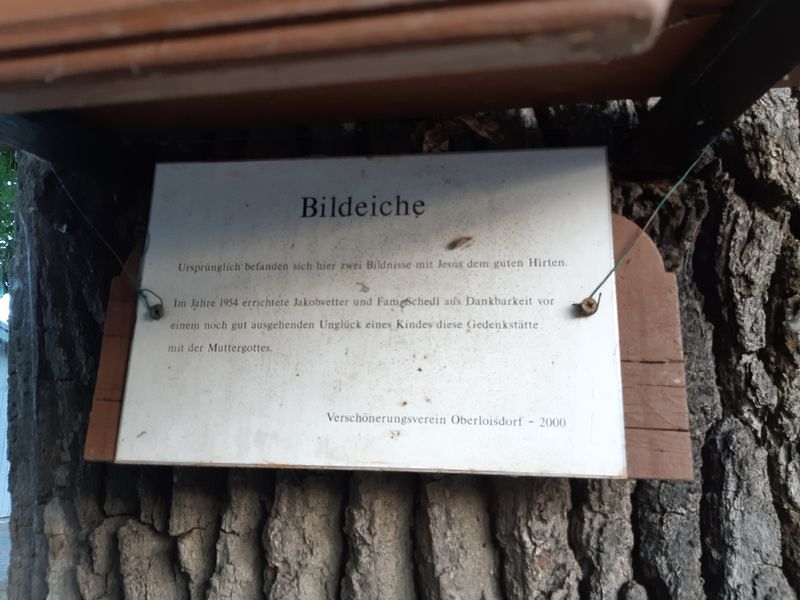 Bildeiche
Ursprünglich befanden sich hier zwei Bildnisse mit Jesus dem guten Hirten.
Im Jahre 1954 errichtete Jakobwetter und Fam. Schedl aus Dankbarkeit vor
einem noch gut ausgehenden Unglück eines Kindes diese Gedenkstätte
mit der Muttergottes.
Verschönerungsverein Oberloisdorf - 2000